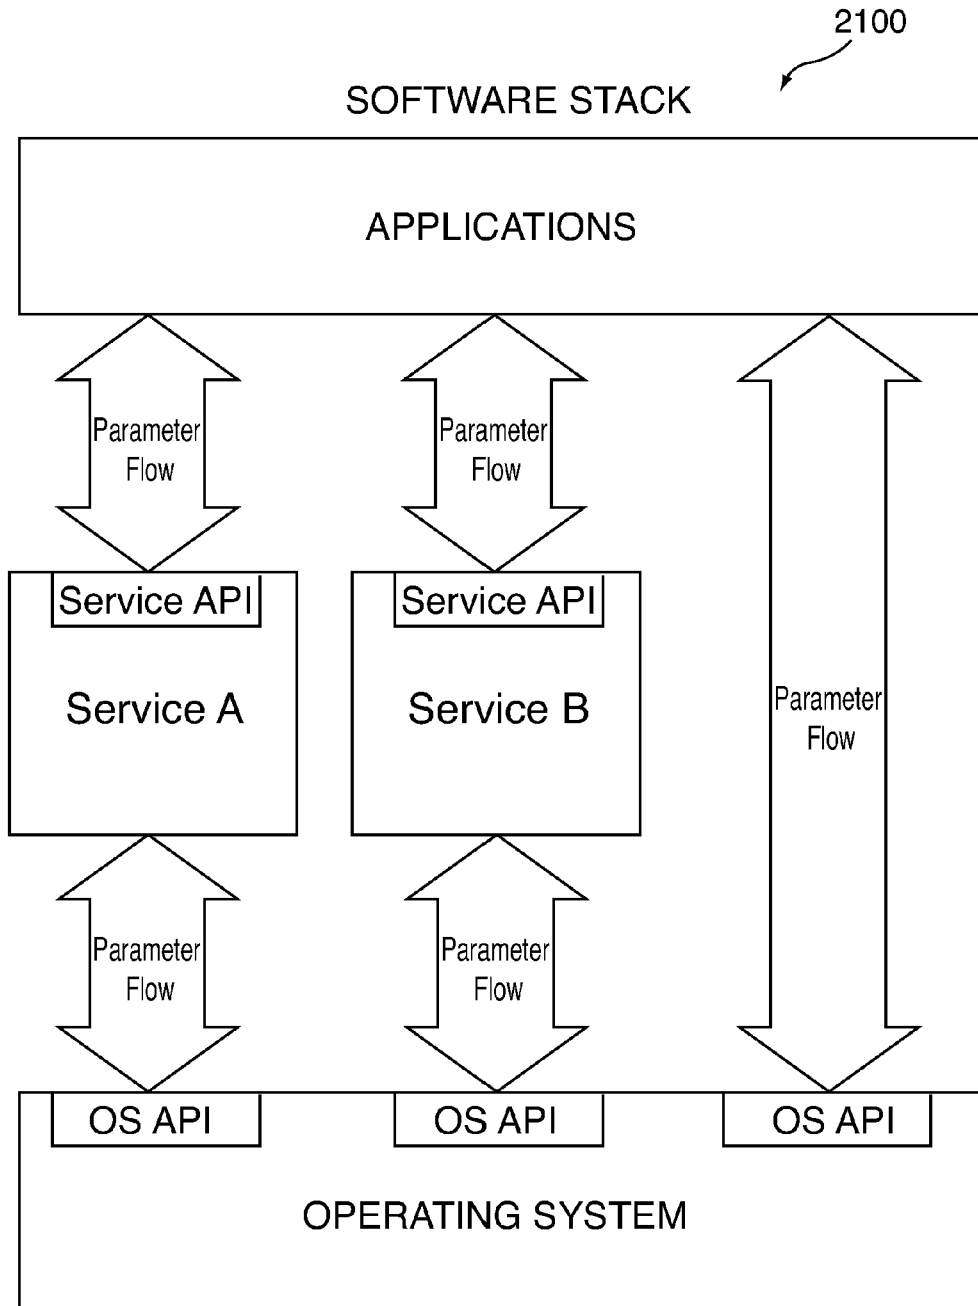 2100
SOFTWARE STACK
APPLICATIONS
Parameter
Flow
Parameter
Flow
Service API
Service API
Service A
Service B
Parameter
Flow
Parameter
Flow
Parameter
Flow
OS API
OS API
OS API
OPERATING SYSTEM